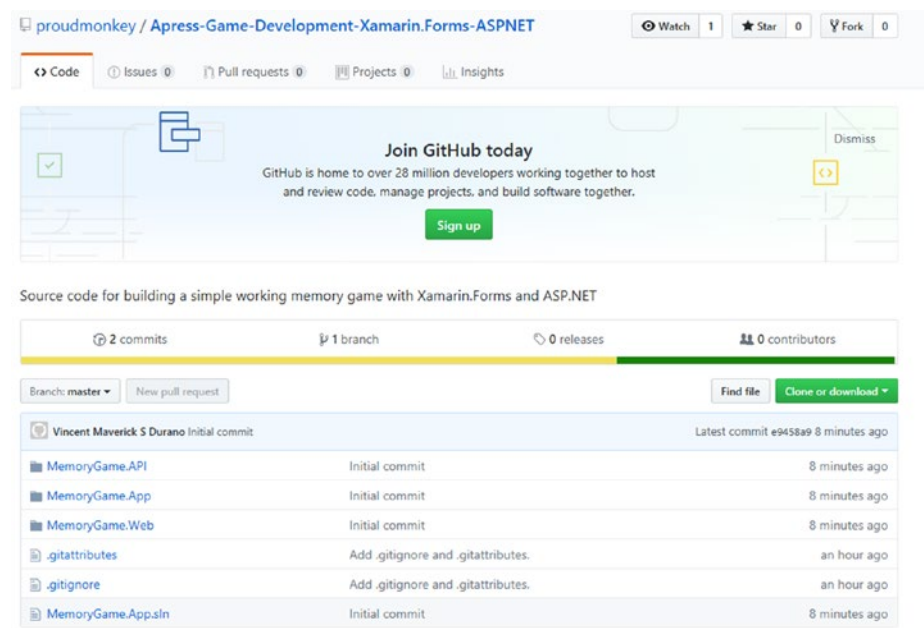 proudmonkey / Apress-Game-Development-Xamarin.Forms-ASPNET Watch 1 Star 0 Fork 0
Code Issues 0 Pull requests 0 Projects 0 Insights
Join GitHub today
Dismiss
GitHub is home to over 28 million developers working together to host
and review code, manage projects, and build software together.
Sign up
Source code for building a simple working memory game with Xamarin.Forms and ASP.NET
2 commits 1 branch 0 releases 0 contributors
Branch: master New pull request Find file Clone or download
Vincent Maverick S Durano Initial commit Latest commit e9458a9 8 minutes ago
MemoryGame.API Initial commit 8 minutes ago
MemoryGame.App Initial commit 8 minutes ago
MemoryGame.Web Initial commit 8 minutes ago
.gitattributes Add .gitignore and .gitattributes. an hour ago
.gitignore Add .gitignore and .gitattributes. an hour ago
MemoryGame.App.sln Initial commit 8 minutes ago